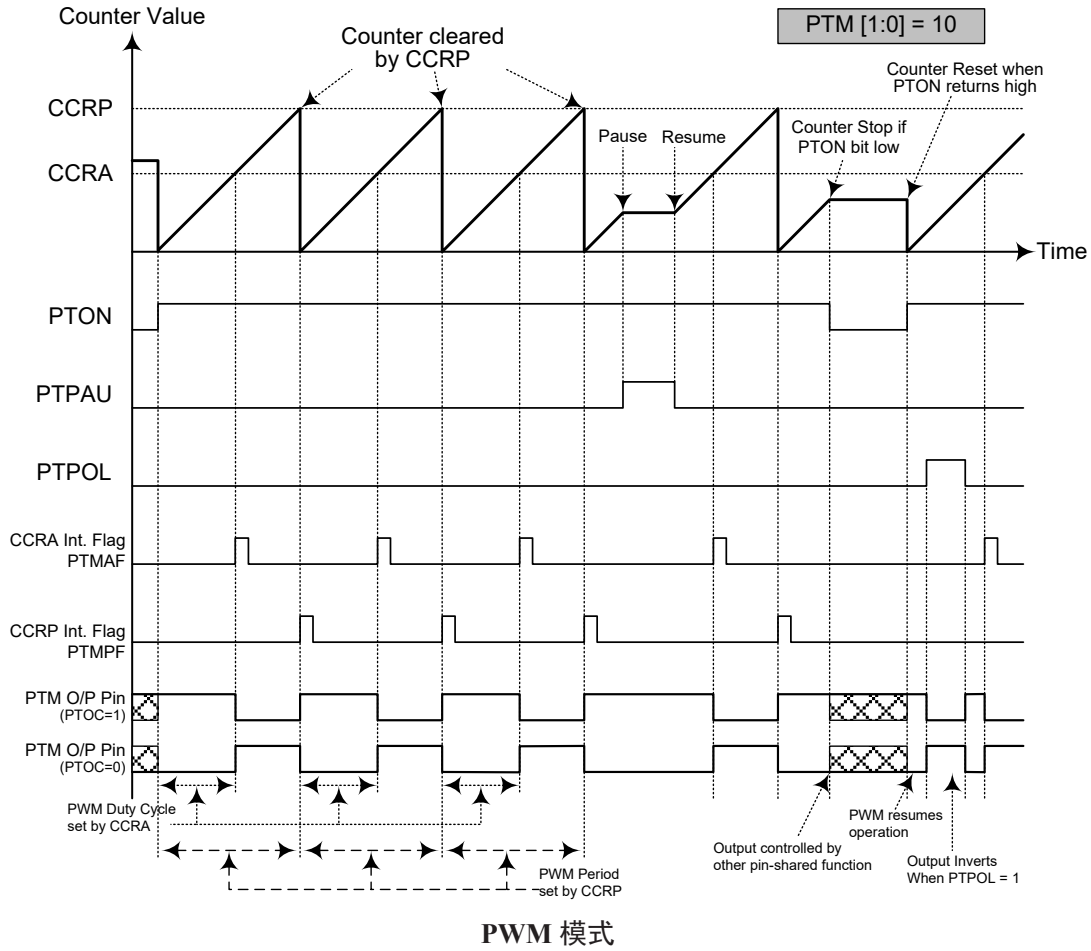 Counter Value
PTM [1:0] = 10
Counter cleared
by CCRP
Counter Reset when
PTON returns high
CCRP
Pause
Resume
Counter Stop if
PTON bit low
CCRA
Time
PTON
PTPAU
PTPOL
CCRA Int. Flag
PTMAF
CCRP Int. Flag
PTMPF
PTM O/P Pin
(PTOC=1)
PTM O/P Pin
(PTOC=0)
PWM Duty Cycle
set by CCRA
PWM resumes
operation
Output controlled by
other pin-shared function
Output Inverts
When PTPOL = 1
PWM Period
set by CCRP
PWM 模式